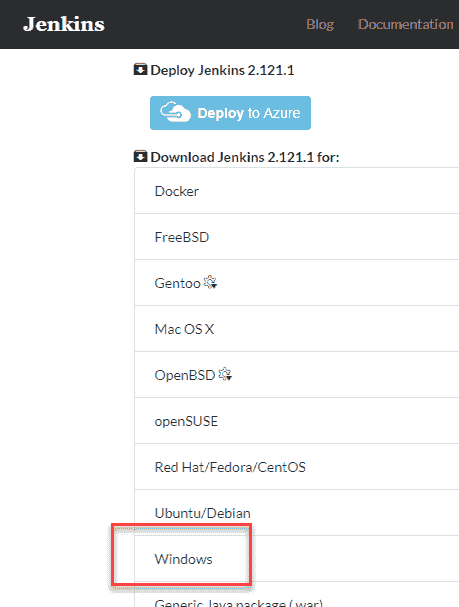 Jenkins Blog Documentation
Deploy Jenkins 2.121.1
Deploy to Azure
Download Jenkins 2.121.1 for:
Docker
FreeBSD
Gentoo
Mac OS X
OpenBSD
openSUSE
Red Hat/Fedora/CentOS
Ubuntu/Debian
Windows
Generic Java package (.war)